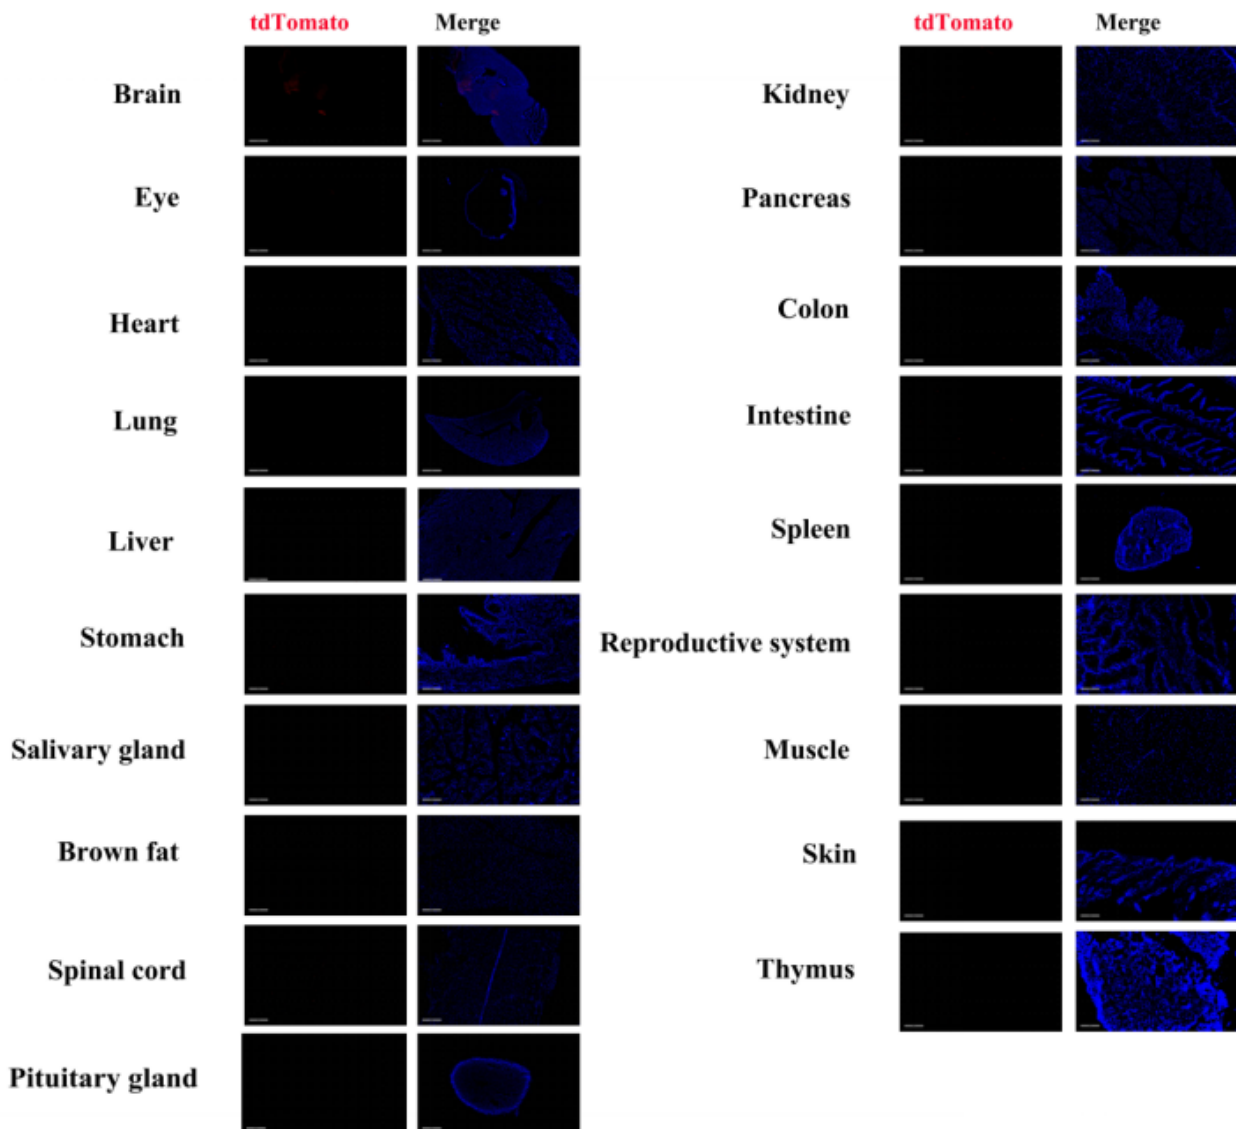 tdTomato Merge
Brain
Eye
Heart
Lung
Liver
Stomach
Salivary gland
Brown fat
Spinal cord
Pituitary gland
tdTomato Merge
Kidney
Pancreas
Colon
Intestine
Spleen
Reproductive system
Muscle
Skin
Thymus